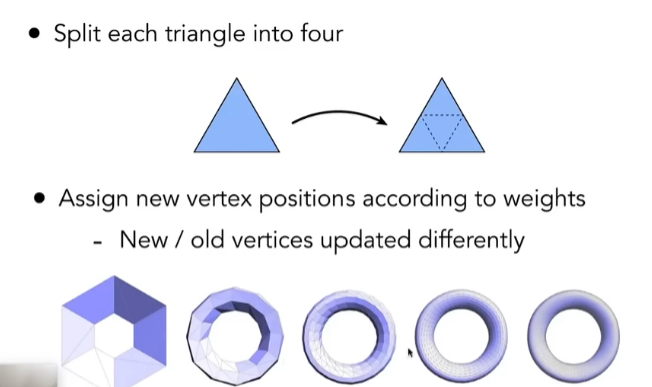 ● Split each triangle into four
● Assign new vertex positions according to weights
- New / old vertices updated differently